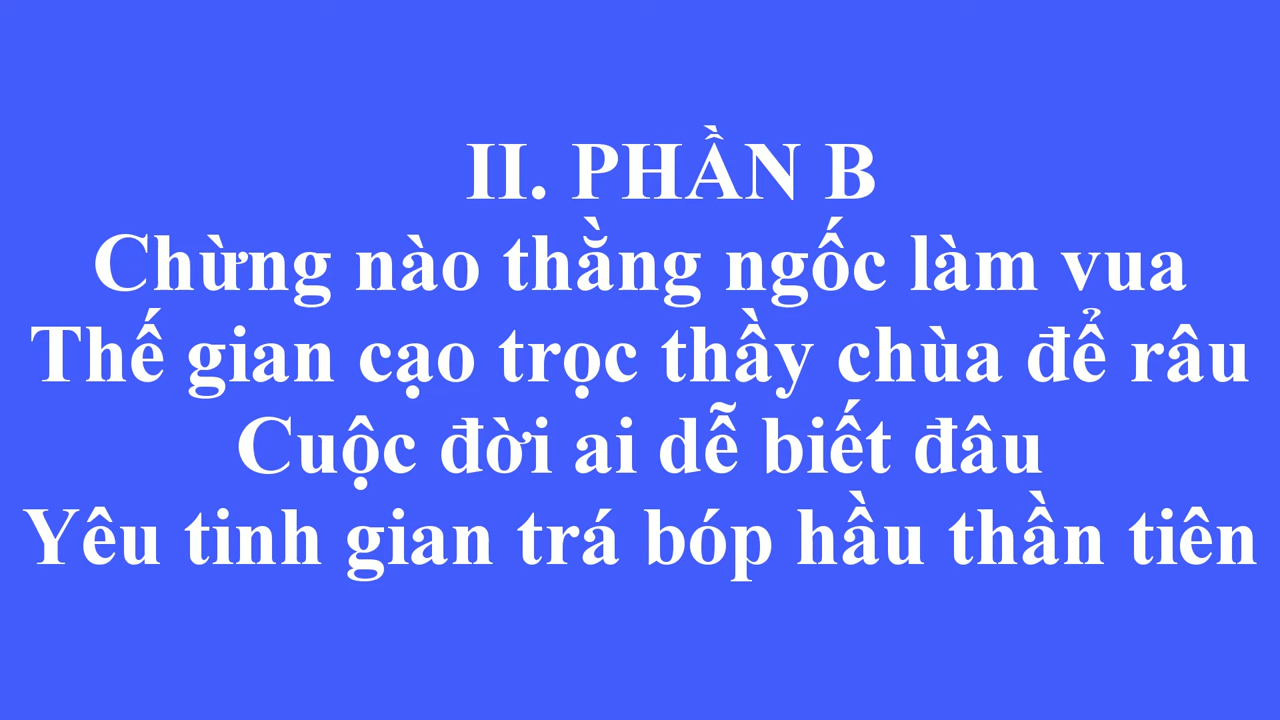 II. PHẦN B
Chừng nào thằng ngốc làm vua
Thế gian cạo trọc thầy chùa để râu
Cuộc đời ai dễ biết đâu
Yêu tinh gian trá bóp hầu thần tiên